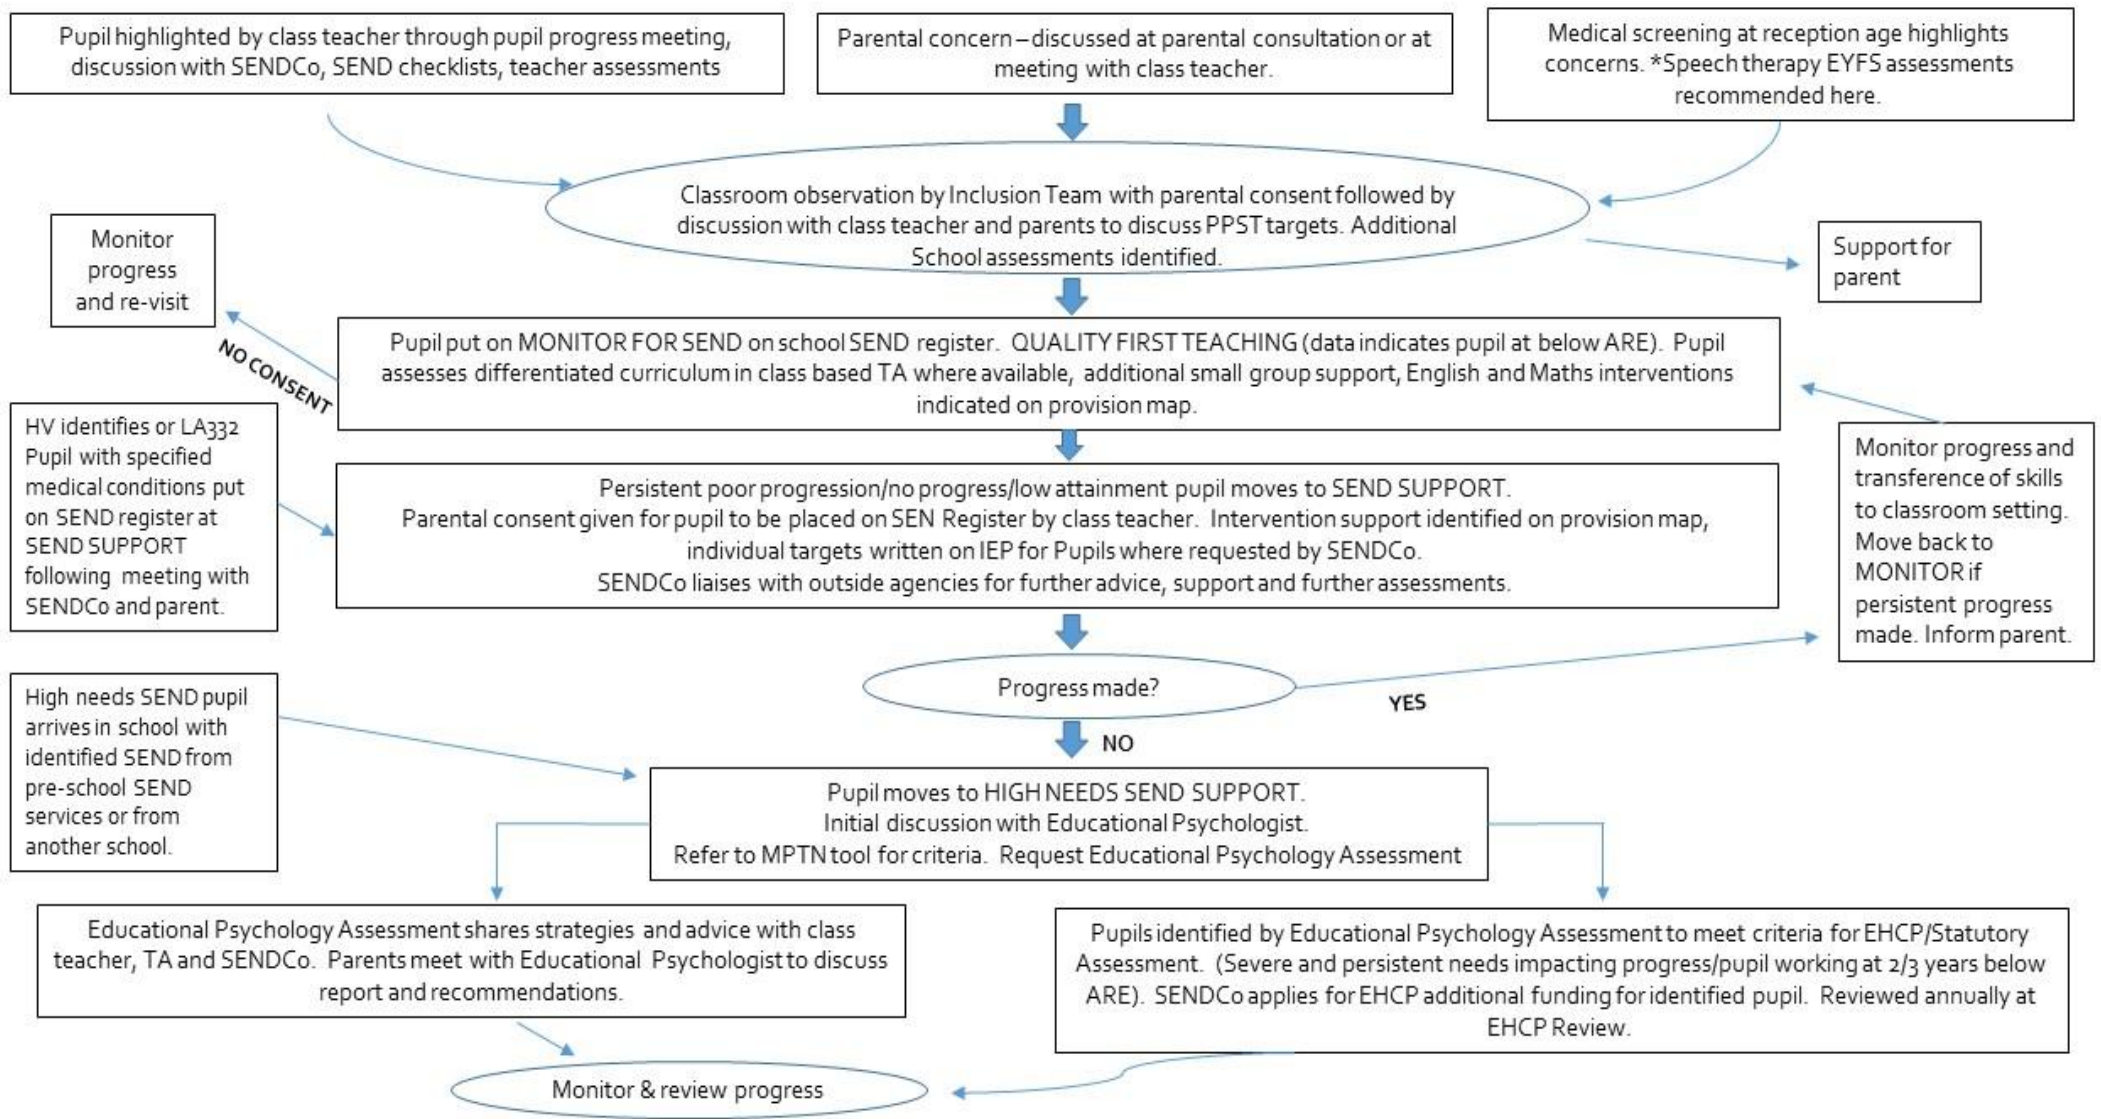 Pupil highlighted by class teacher through pupil progress meeting,
discussion with SENDCo, SEND checklists, teacher assessments
Parental concern – discussed at parental consultation or at
meeting with class teacher.
Medical screening at reception age highlights
concerns. *Speech therapy EYFS assessments
recommended here.
Classroom observation by Inclusion Team with parental consent followed by
discussion with class teacher and parents to discuss PPST targets. Additional
School assessments identified.
Monitor
progress
and re-visit
Support for
parent
NO CONSENT
Pupil put on MONITOR FOR SEND on school SEND register. QUALITY FIRST TEACHING (data indicates pupil at below ARE). Pupil
assesses differentiated curriculum in class based TA where available, additional small group support, English and Maths interventions
indicated on provision map.
HV identifies or LA332
Pupil with specified
medical conditions put
on SEND register at
SEND SUPPORT
following meeting with
SENDCo and parent.
Persistent poor progression/no progress/low attainment pupil moves to SEND SUPPORT.
Parental consent given for pupil to be placed on SEN Register by class teacher. Intervention support identified on provision map,
individual targets written on IEP for Pupils where requested by SENDCo.
SENDCo liaises with outside agencies for further advice, support and further assessments.
Monitor progress and
transference of skills
to classroom setting.
Move back to
MONITOR if
persistent progress
made. Inform parent.
Progress made?
YES
NO
High needs SEND pupil
arrives in school with
identified SEND from
pre-school SEND
services or from
another school.
Pupil moves to HIGH NEEDS SEND SUPPORT.
Initial discussion with Educational Psychologist.
Refer to MPTN tool for criteria. Request Educational Psychology Assessment
Educational Psychology Assessment shares strategies and advice with class
teacher, TA and SENDCo. Parents meet with Educational Psychologist to discuss
report and recommendations.
Pupils identified by Educational Psychology Assessment to meet criteria for EHCP/Statutory
Assessment. (Severe and persistent needs impacting progress/pupil working at 2/3 years below
ARE). SENDCo applies for EHCP additional funding for identified pupil. Reviewed annually at
EHCP Review.
Monitor & review progress